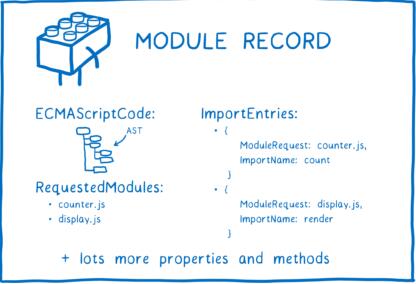 MODULE RECORD
ECMAScriptCode:
AST
RequestedModules:
• counter.js
• display.js
ImportEntries:
• {
ModuleRequest: counter.js,
ImportName: count
}
• {
ModuleRequest: display.js,
ImportName: render
}
+ lots more properties and methods